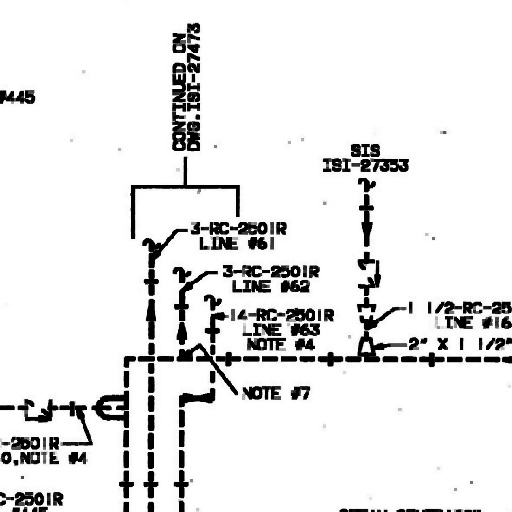 CONTINUED ON
DWG.ISI-27473
#445
SIS
ISI-27353
3-RC-2501R
LINE #61
3-RC-2501R
LINE #62
14-RC-2501R
LINE #63
NOTE #4
1 1/2-RC-25
LINE #16
2" X 1 1/2"
NOTE #7
-2501R
0,NOTE #4
C-2501R
#445